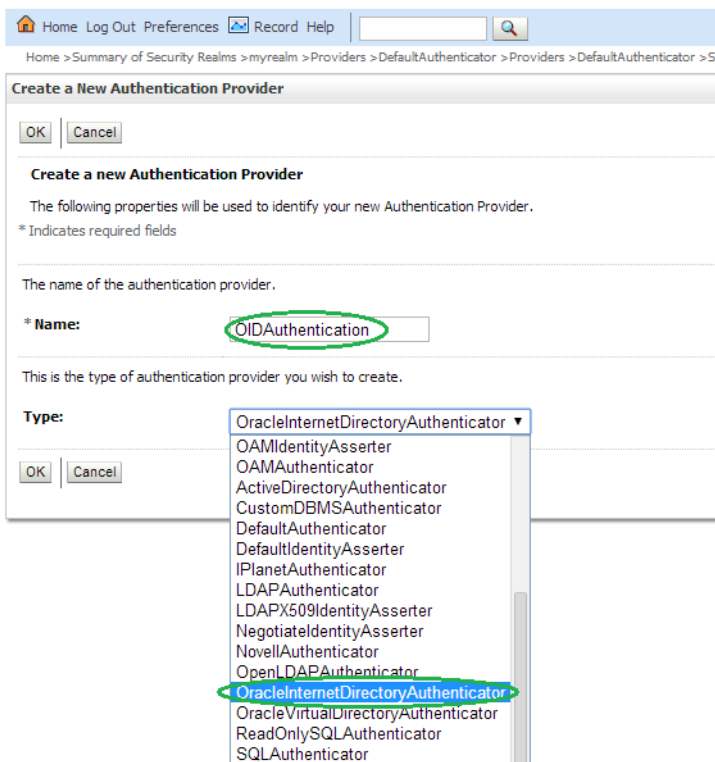 Home Log Out Preferences Record Help
Home >Summary of Security Realms >myrealm >Providers >DefaultAuthenticator >Providers >DefaultAuthenticator >S
Create a New Authentication Provider
OK Cancel
Create a new Authentication Provider
The following properties will be used to identify your new Authentication Provider.
* Indicates required fields
The name of the authentication provider.
* Name: OIDAuthentication
This is the type of authentication provider you wish to create.
Type: OracleInternetDirectoryAuthenticator
OAMIdentityAsserter
OK Cancel
OAMAuthenticator
ActiveDirectoryAuthenticator
CustomDBMSAuthenticator
DefaultAuthenticator
DefaultIdentityAsserter
IPlanetAuthenticator
LDAPAuthenticator
LDAPX509IdentityAsserter
NegotiateIdentityAsserter
NovellAuthenticator
OpenLDAPAuthenticator
OracleInternetDirectoryAuthenticator
OracleVirtualDirectoryAuthenticator
ReadOnlySQLAuthenticator
SQLAuthenticator